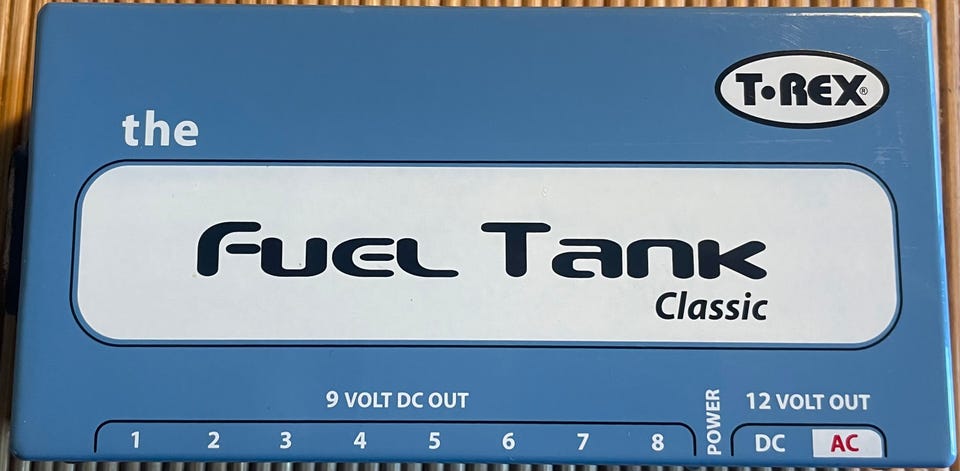 T•REX®
the
Fuel Tank
Classic
9 VOLT DC OUT
1 2 3 4 5 6 7 8
POWER
12 VOLT OUT
DC AC